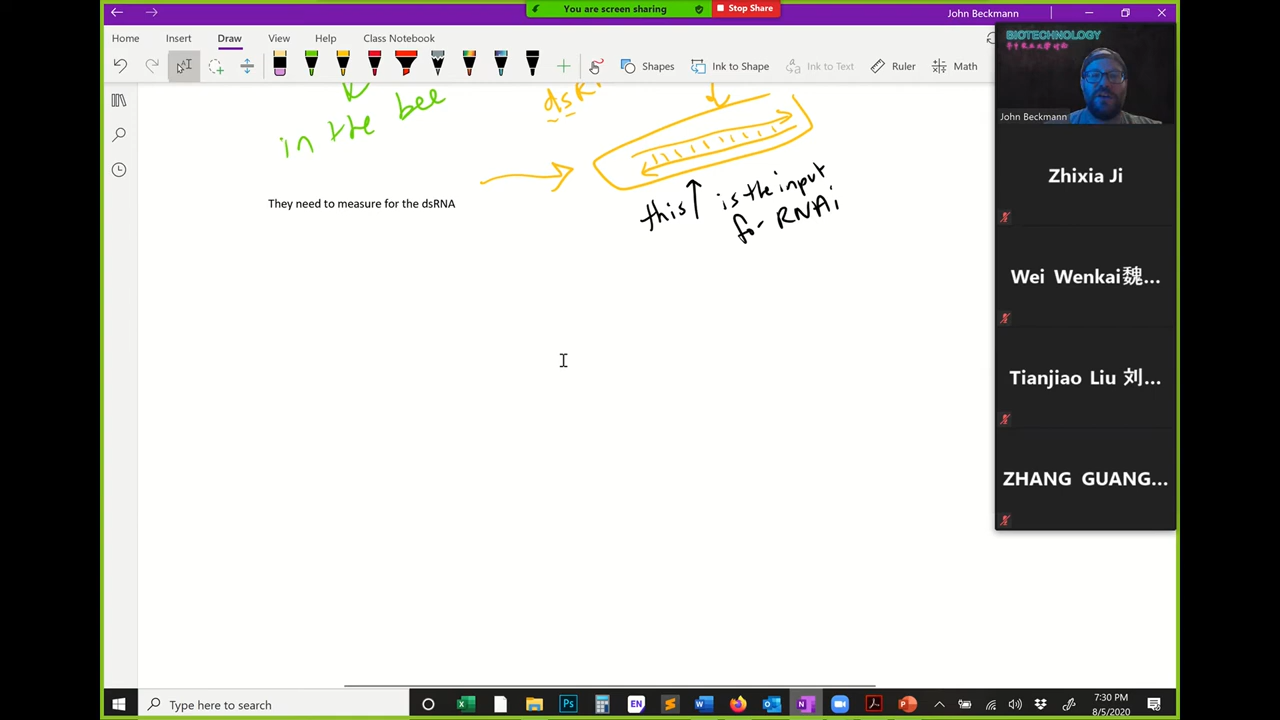 You are screen sharing
Stop Share
John Beckmann
Home
Insert
Draw
View
Help
Class Notebook
Shapes
Ink to Shape
Ink to Text
Ruler
Math
BIOTECHNOLOGY
John Beckmann
Zhixia Ji
Wei Wenkai魏...
Tianjiao Liu 刘...
ZHANG GUANG...
in the bee
They need to measure for the dsRNA
this is the input
for RNAi
Type here to search
EN
7:30 PM
8/5/2020